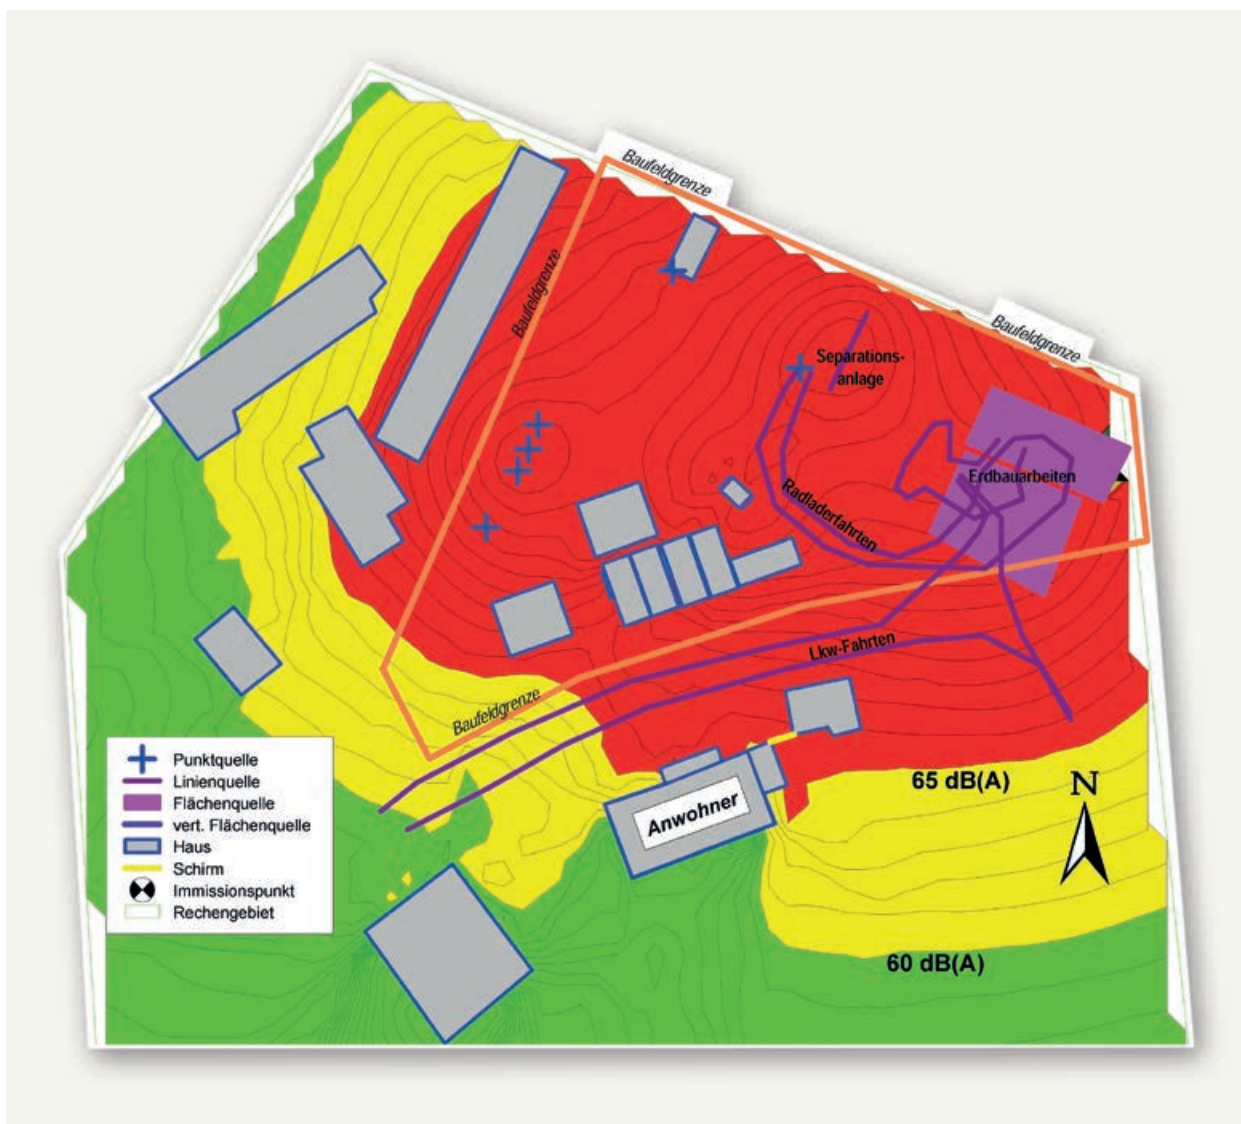 Baufeldgrenze
Baufeldgrenze
Baufeldgrenze
Separations-
anlage
Erdbauarbeiten
Radladerfahrten
Lkw-Fahrten
Baufeldgrenze
65 dB(A)
N
Anwohner
60 dB(A)
Punktquelle
Linienquelle
Flächenquelle
vert. Flächenquelle
Haus
Schirm
Immissionspunkt
Rechengebiet